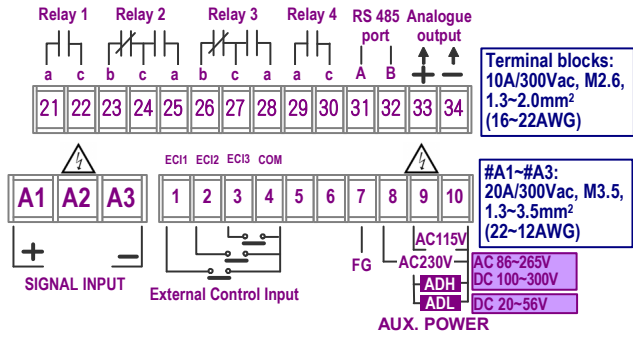 Relay 1 Relay 2 Relay 3 Relay 4 RS 485 port Analogue output
a c b c a b c a a c A B + −
21 22 23 24 25 26 27 28 29 30 31 32 33 34
Terminal blocks:
10A/300Vac, M2.6,
1.3~2.0mm²
(16~22AWG)
ECI1 ECI2 ECI3 COM
A1 A2 A3 1 2 3 4 5 6 7 8 9 10
#A1~#A3:
20A/300Vac, M3.5,
1.3~3.5mm²
(22~12AWG)
+ −
SIGNAL INPUT
External Control Input
FG
AC115V
AC230V
ADH
ADL
AC 86~265V
DC 100~300V
DC 20~56V
AUX. POWER